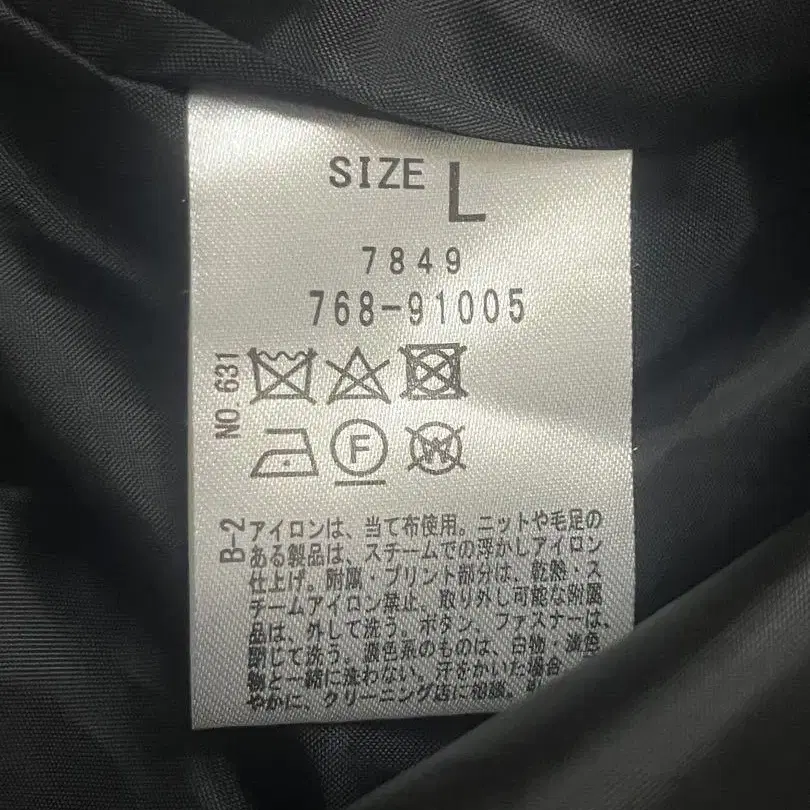 SIZE L
7849
768-91005
NO.631
F
W
B-2
アイロンは、当て布使用。ニットや毛足の
ある製品は、スチームでの浮かしアイロン
仕上げ。附属・プリント部分は、乾熱・ス
チームアイロン禁止。取り外し可能な附属
品は、外して洗う。ボタン、ファスナーは、
閉じて洗う。濃色系のものは、白物・淡色
物と一緒に洗わない。汗をかいた場合
やかに、クリーニング店に相談。